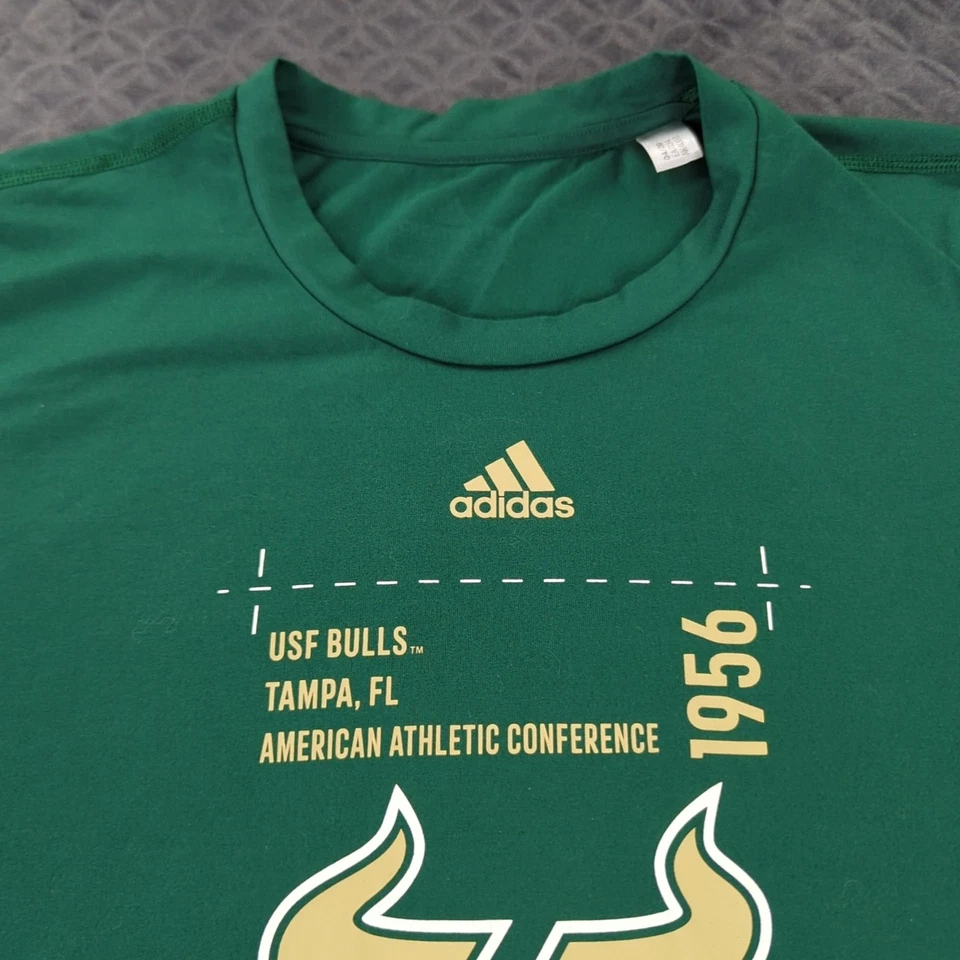 adidas
USF BULLS™
TAMPA, FL
AMERICAN ATHLETIC CONFERENCE
1956